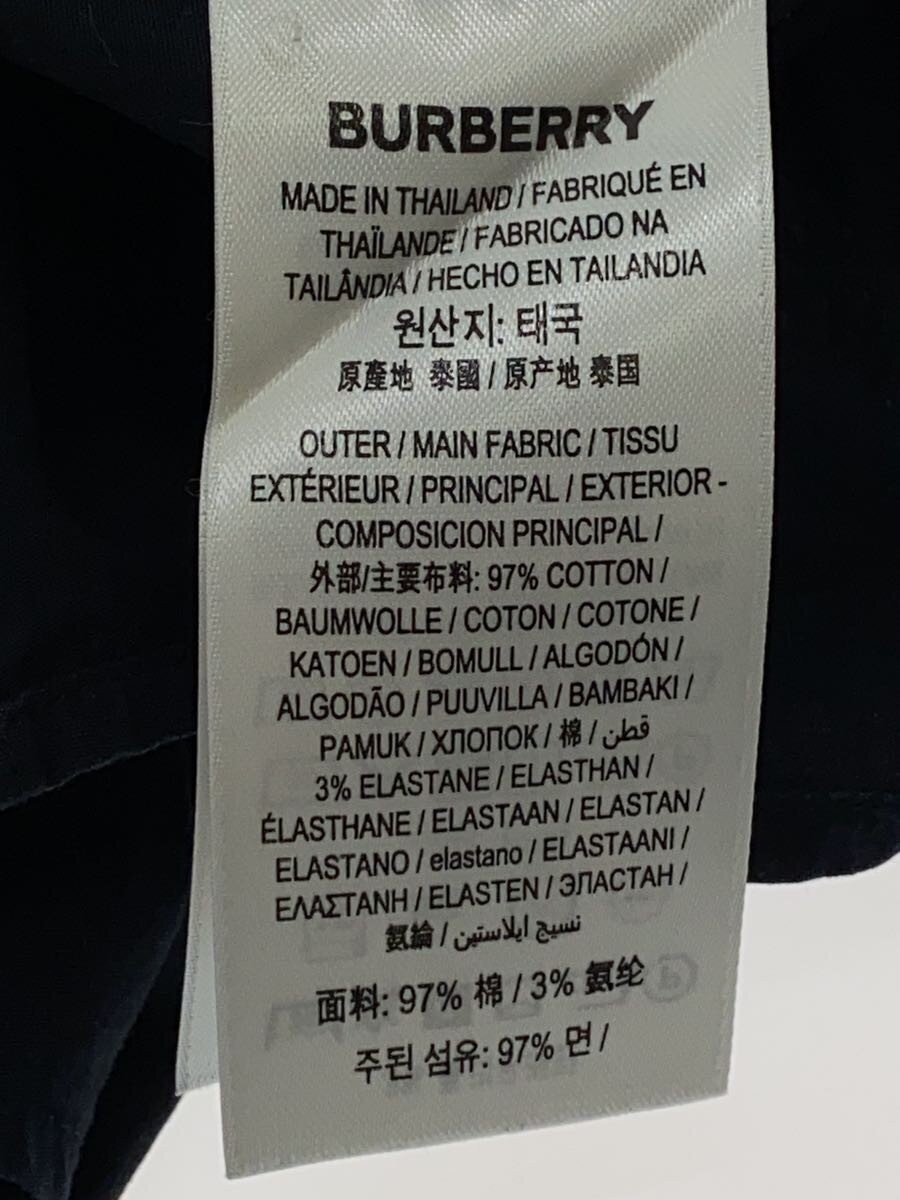 BURBERRY
MADE IN THAILAND / FABRIQUÉ EN
THAÏLANDE / FABRICADO NA
TAILÂNDIA / HECHO EN TAILANDIA
원산지: 태국
原產地 泰國 / 原产地 泰国
OUTER / MAIN FABRIC / TISSU
EXTÉRIEUR / PRINCIPAL / EXTERIOR -
COMPOSICION PRINCIPAL /
外部/主要布料: 97% COTTON /
BAUMWOLLE / COTON / COTONE /
KATOEN / BOMULL / ALGODÓN /
ALGODÃO / PUUVILLA / BAMBAKI /
PAMUK / ХЛОПОК / 棉 / قطن
3% ELASTANE / ELASTHAN /
ÉLASTHANE / ELASTAAN / ELASTAN /
ELASTANO / elastano / ELASTAANI /
ΕΛΑΣΤΑΝΗ / ELASTEN / ЭЛАСТАН /
氨綸 / نسيج ايلاستين
面料: 97% 棉 / 3% 氨纶
주된 섬유: 97% 면 /